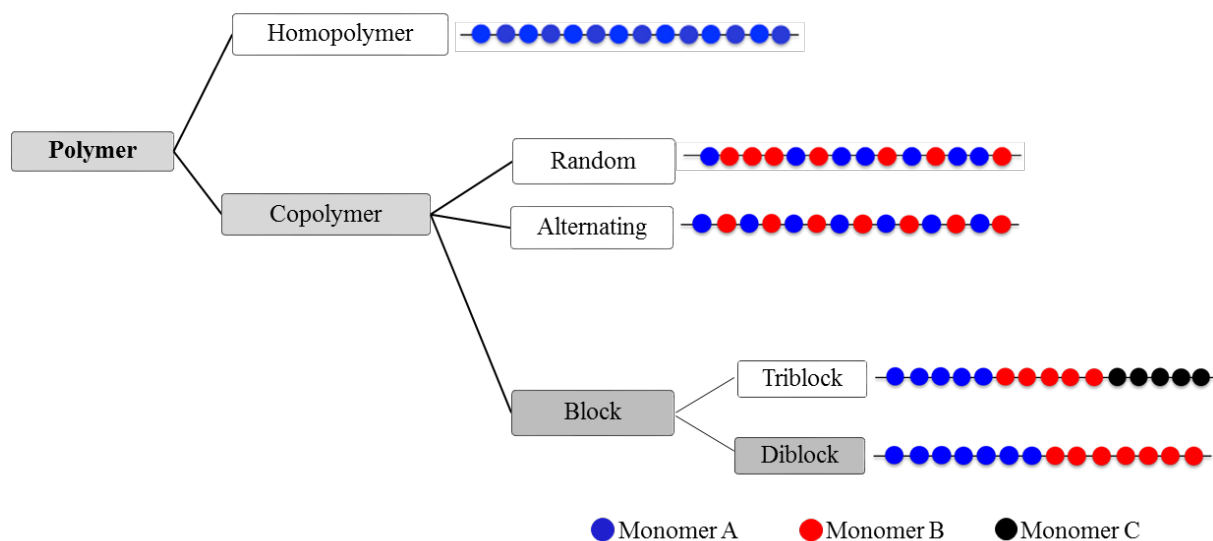 Homopolymer
Polymer
Random
Copolymer
Alternating
Triblock
Block
Diblock
Monomer A
Monomer B
Monomer C